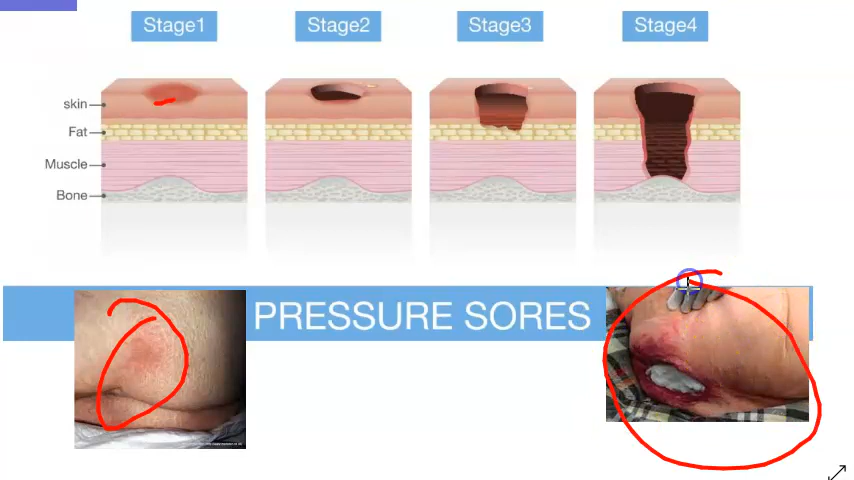 Stage1
Stage2
Stage3
Stage4
skin
Fat
Muscle
Bone
PRESSURE SORES